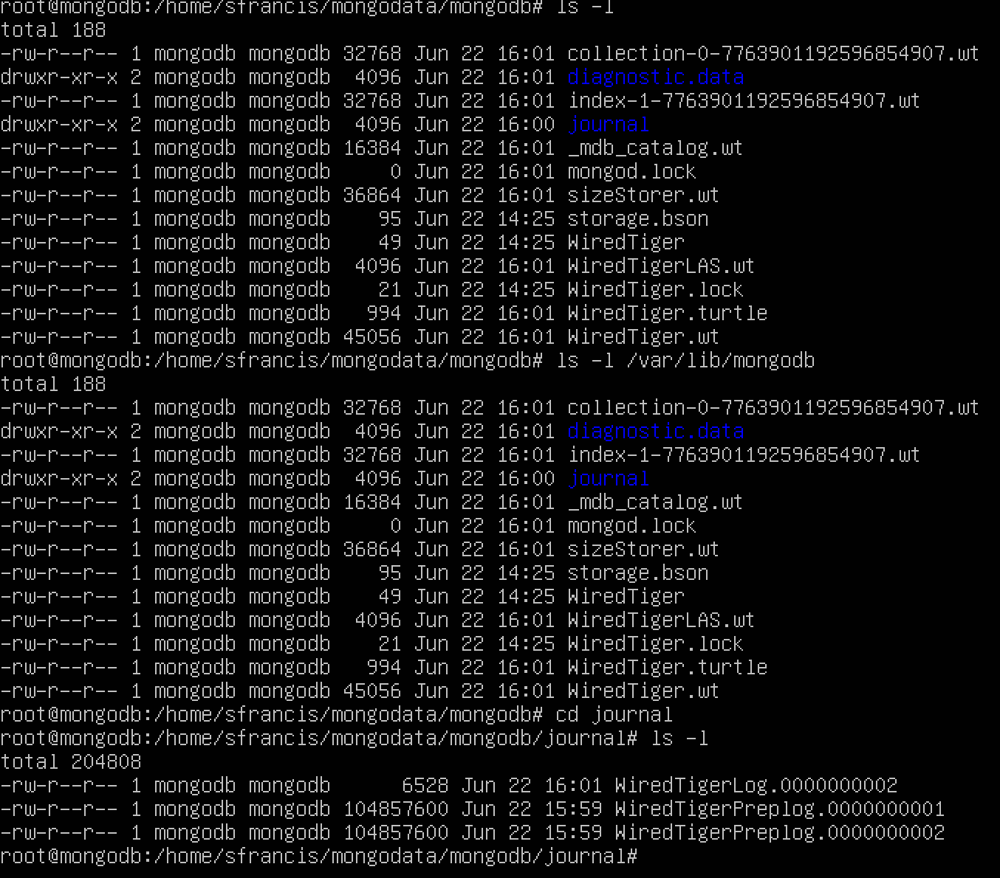 root@mongodb:/home/sfrancis/mongodata/mongodb# ls -l
total 188
-rw-r--r-- 1 mongodb mongodb 32768 Jun 22 16:01 collection-0-7763901192596854907.wt
drwxr-xr-x 2 mongodb mongodb  4096 Jun 22 16:01 diagnostic.data
-rw-r--r-- 1 mongodb mongodb 32768 Jun 22 16:01 index-1-7763901192596854907.wt
drwxr-xr-x 2 mongodb mongodb  4096 Jun 22 16:00 journal
-rw-r--r-- 1 mongodb mongodb 16384 Jun 22 16:01 _mdb_catalog.wt
-rw-r--r-- 1 mongodb mongodb     0 Jun 22 16:01 mongod.lock
-rw-r--r-- 1 mongodb mongodb 36864 Jun 22 16:01 sizeStorer.wt
-rw-r--r-- 1 mongodb mongodb    95 Jun 22 14:25 storage.bson
-rw-r--r-- 1 mongodb mongodb    49 Jun 22 14:25 WiredTiger
-rw-r--r-- 1 mongodb mongodb  4096 Jun 22 16:01 WiredTigerLAS.wt
-rw-r--r-- 1 mongodb mongodb    21 Jun 22 14:25 WiredTiger.lock
-rw-r--r-- 1 mongodb mongodb   994 Jun 22 16:01 WiredTiger.turtle
-rw-r--r-- 1 mongodb mongodb 45056 Jun 22 16:01 WiredTiger.wt
root@mongodb:/home/sfrancis/mongodata/mongodb# ls -l /var/lib/mongodb
total 188
-rw-r--r-- 1 mongodb mongodb 32768 Jun 22 16:01 collection-0-7763901192596854907.wt
drwxr-xr-x 2 mongodb mongodb  4096 Jun 22 16:01 diagnostic.data
-rw-r--r-- 1 mongodb mongodb 32768 Jun 22 16:01 index-1-7763901192596854907.wt
drwxr-xr-x 2 mongodb mongodb  4096 Jun 22 16:00 journal
-rw-r--r-- 1 mongodb mongodb 16384 Jun 22 16:01 _mdb_catalog.wt
-rw-r--r-- 1 mongodb mongodb     0 Jun 22 16:01 mongod.lock
-rw-r--r-- 1 mongodb mongodb 36864 Jun 22 16:01 sizeStorer.wt
-rw-r--r-- 1 mongodb mongodb    95 Jun 22 14:25 storage.bson
-rw-r--r-- 1 mongodb mongodb    49 Jun 22 14:25 WiredTiger
-rw-r--r-- 1 mongodb mongodb  4096 Jun 22 16:01 WiredTigerLAS.wt
-rw-r--r-- 1 mongodb mongodb    21 Jun 22 14:25 WiredTiger.lock
-rw-r--r-- 1 mongodb mongodb   994 Jun 22 16:01 WiredTiger.turtle
-rw-r--r-- 1 mongodb mongodb 45056 Jun 22 16:01 WiredTiger.wt
root@mongodb:/home/sfrancis/mongodata/mongodb# cd journal
root@mongodb:/home/sfrancis/mongodata/mongodb/journal# ls -l
total 204808
-rw-r--r-- 1 mongodb mongodb      6528 Jun 22 16:01 WiredTigerLog.0000000002
-rw-r--r-- 1 mongodb mongodb 104857600 Jun 22 15:59 WiredTigerPreplog.0000000001
-rw-r--r-- 1 mongodb mongodb 104857600 Jun 22 15:59 WiredTigerPreplog.0000000002
root@mongodb:/home/sfrancis/mongodata/mongodb/journal#